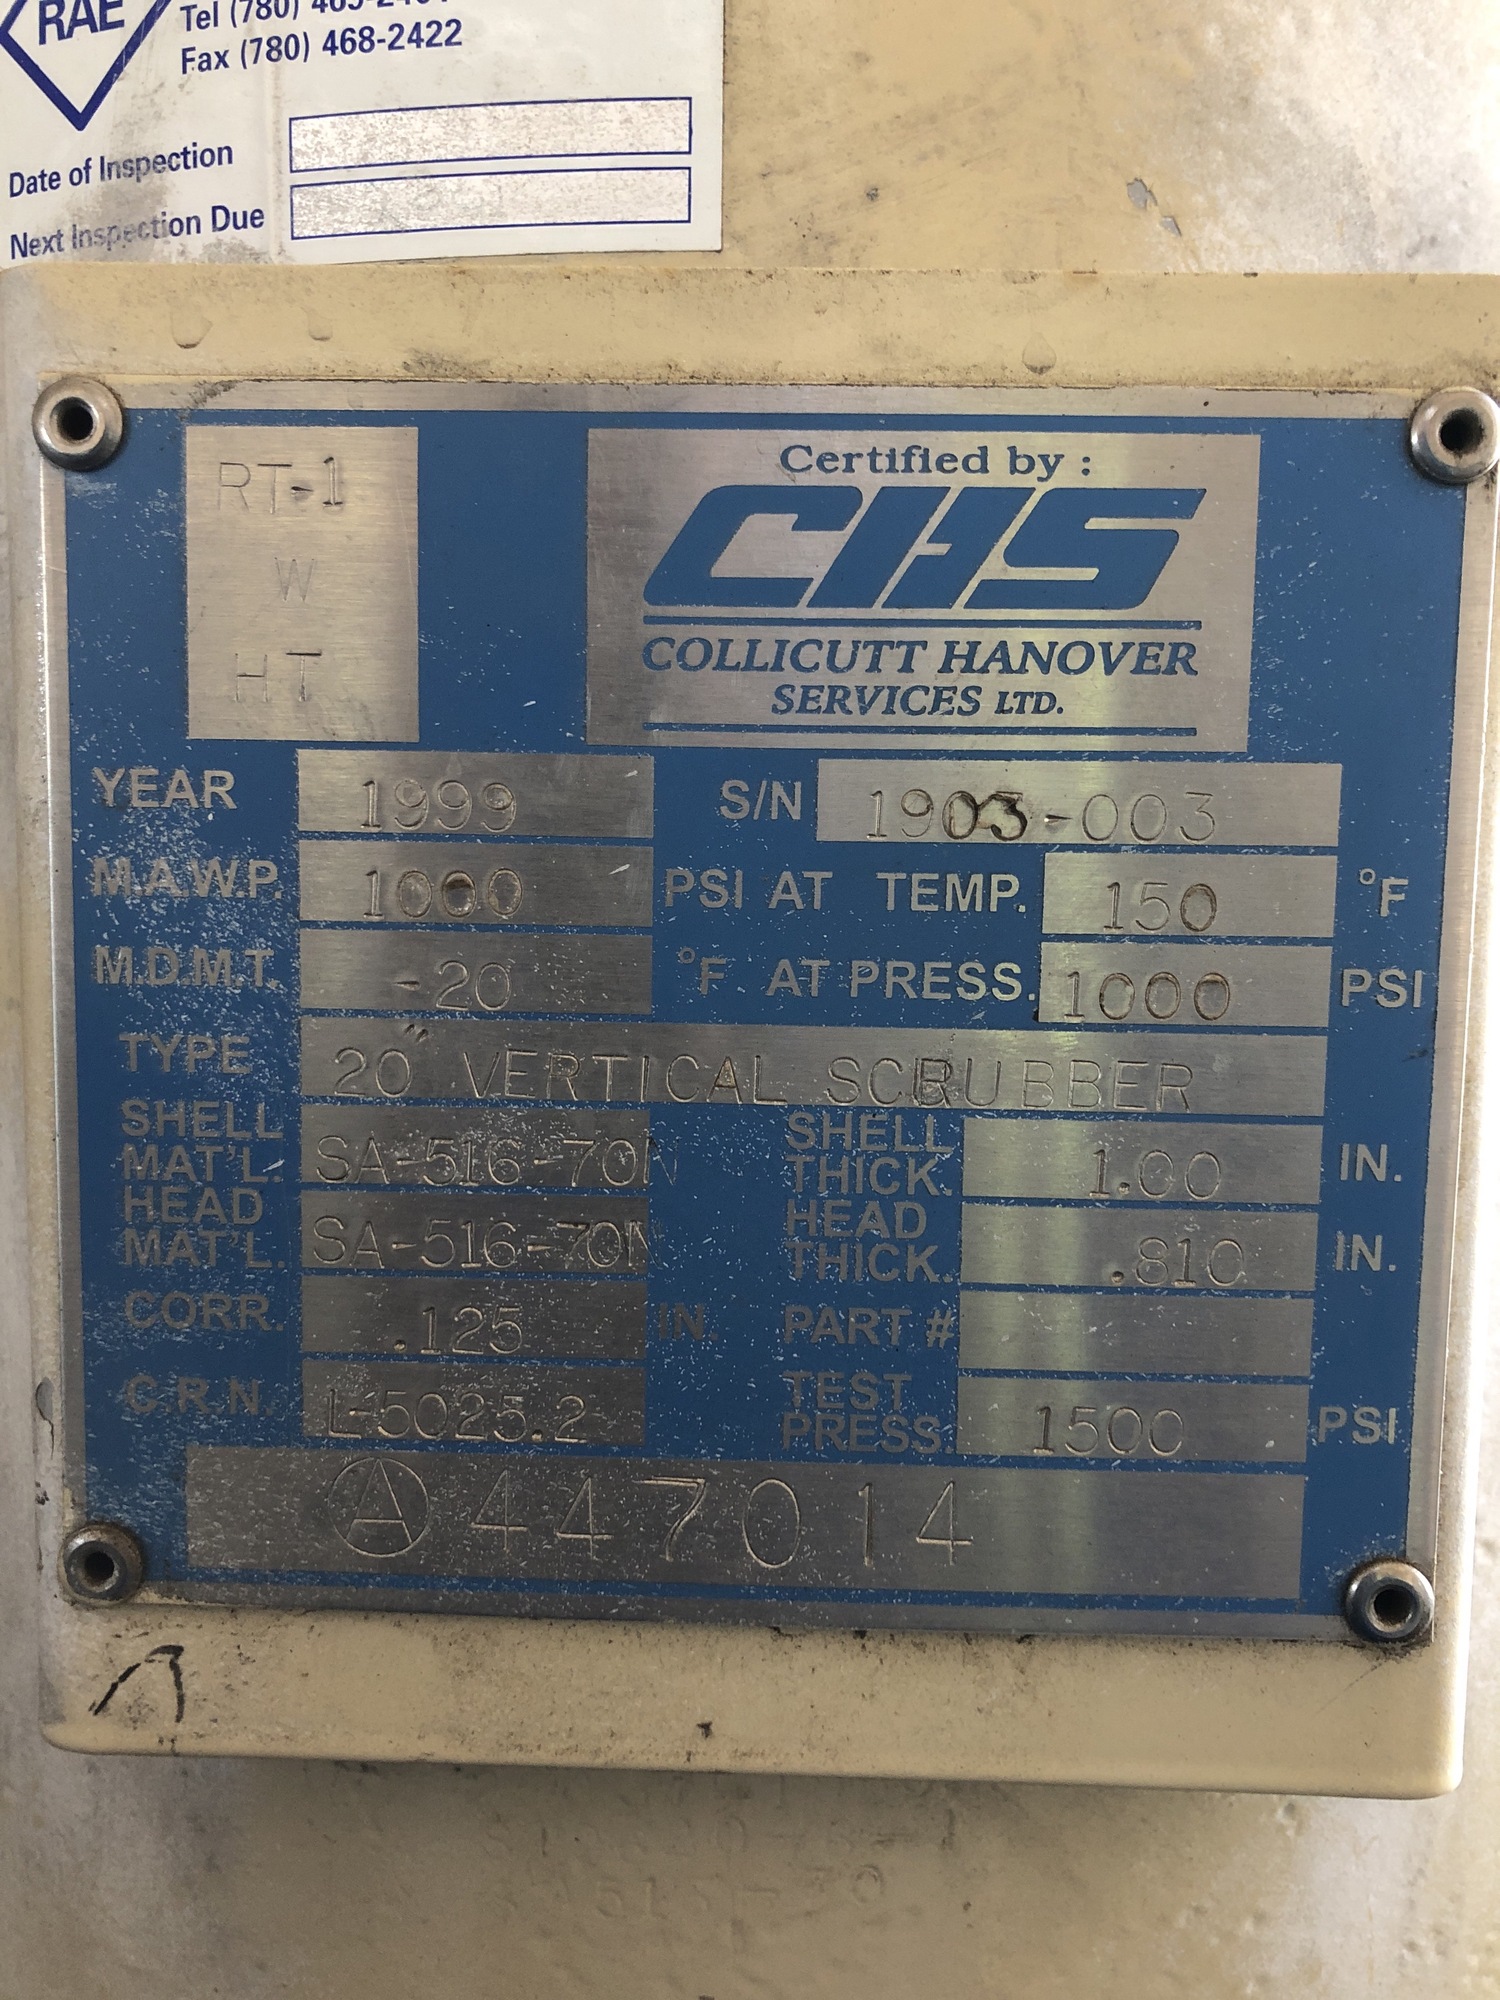 RAE
Tel (780)
Fax (780) 468-2422
Date of Inspection
Next Inspection Due
RT-1
W
HT
Certified by :
CHS
COLLICUTT HANOVER
SERVICES LTD.
YEAR 1999 S/N 1903-003
M.A.W.P. 1000 PSI AT TEMP. 150 °F
M.D.M.T. -20 °F AT PRESS. 1000 PSI
TYPE 20" VERTICAL SCRUBBER
SHELL MAT'L. SA-516-70N SHELL THICK. 1.00 IN.
HEAD MAT'L. SA-516-70N HEAD THICK. .810 IN.
CORR. .125 IN. PART #
C.R.N. L-5025.2 TEST PRESS. 1500 PSI
A 447014